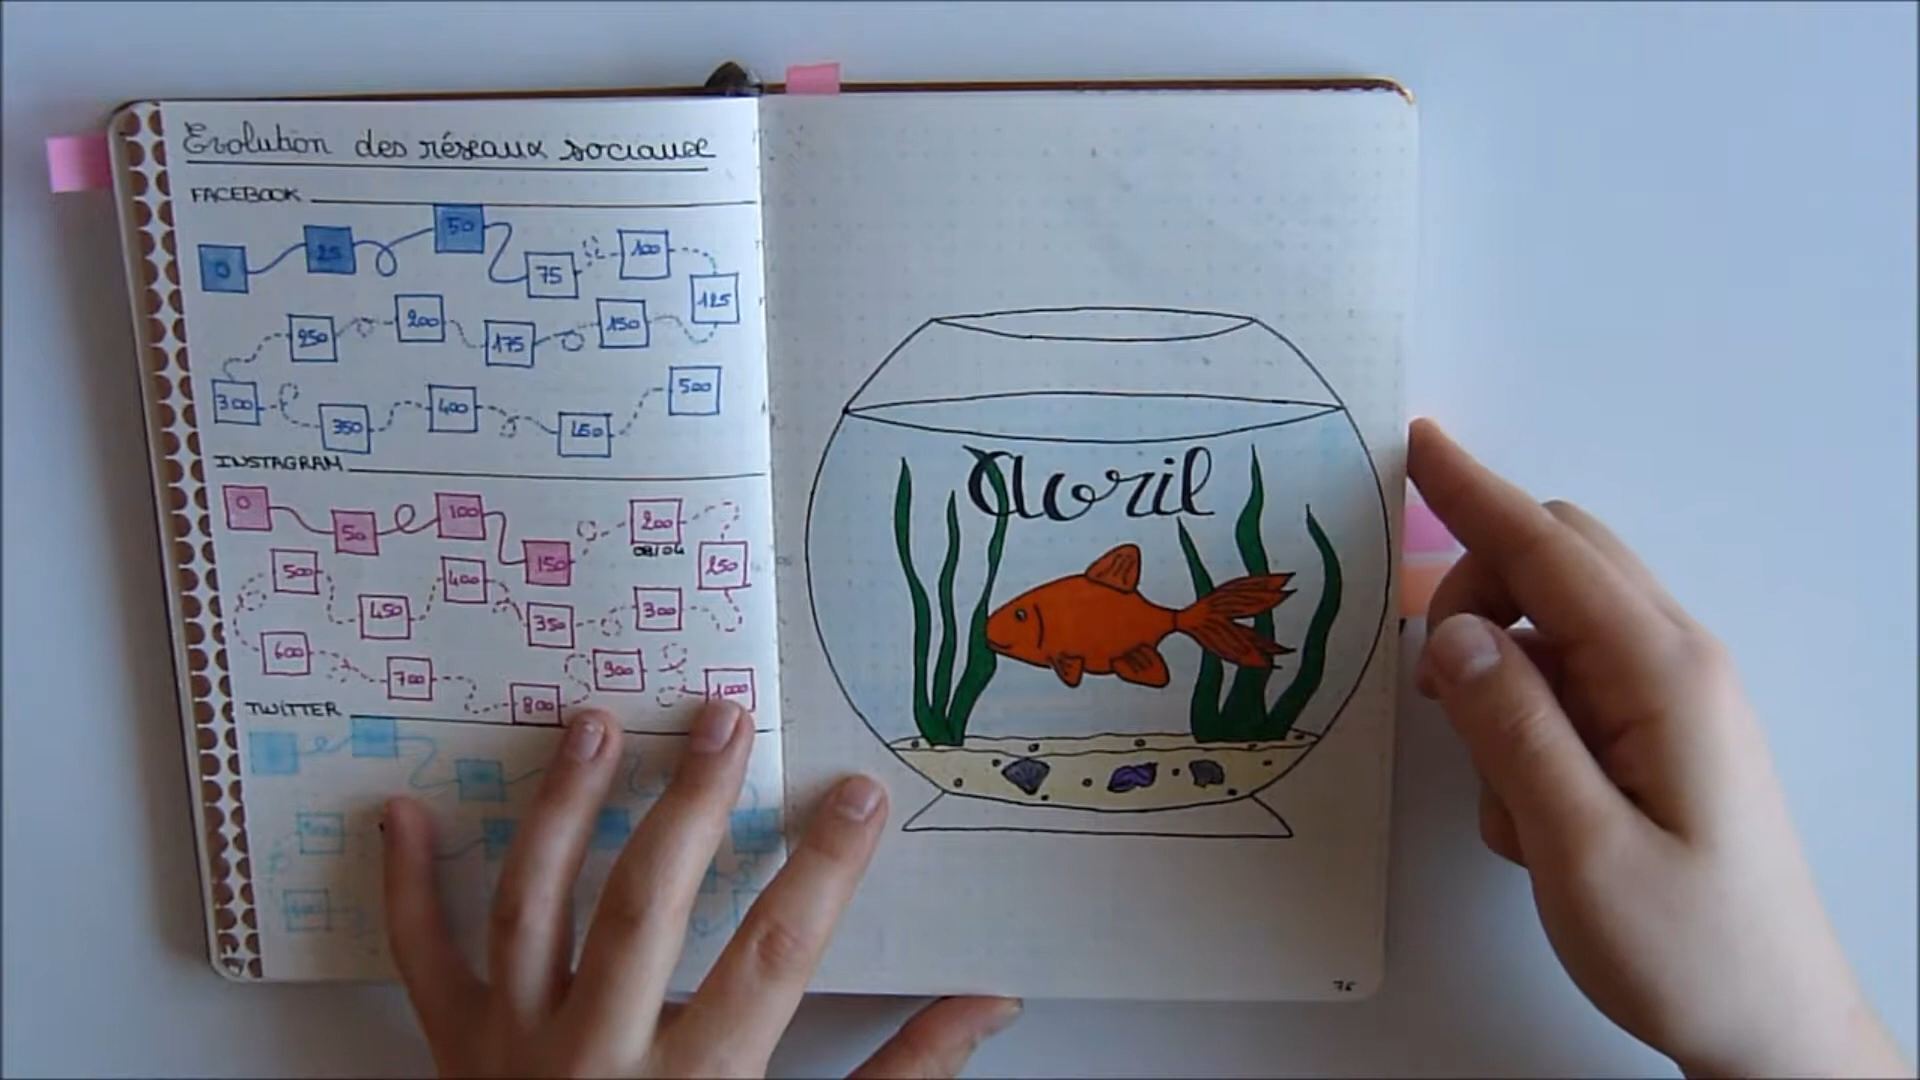 Evolution des réseaux sociaux
FACEBOOK
0 25 50 75 100
125
250 200 175 150
300 350 400 450 500
INSTAGRAM
0 50 100 150 200
08/04
250
500 450 400 350 300
600 700 800 900 1000
TWITTER
Avril
76